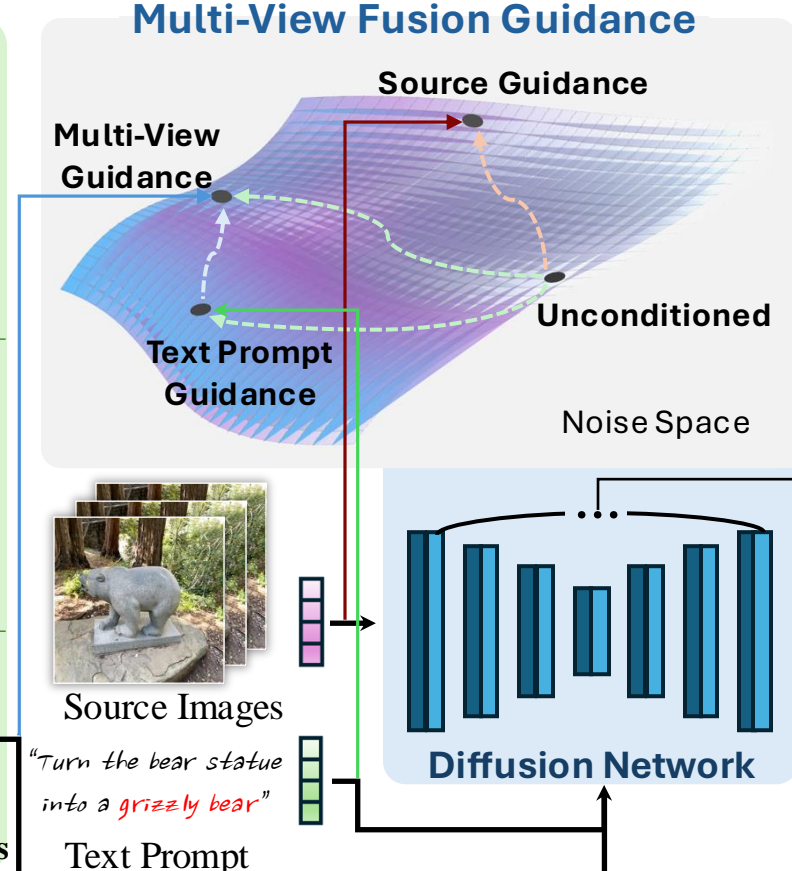 Multi-View Fusion Guidance
Source Guidance
Multi-View
Guidance
Unconditioned
Text Prompt
Guidance
Noise Space
Source Images
Diffusion Network
“Turn the bear statue
into a grizzly bear”
Text Prompt
s